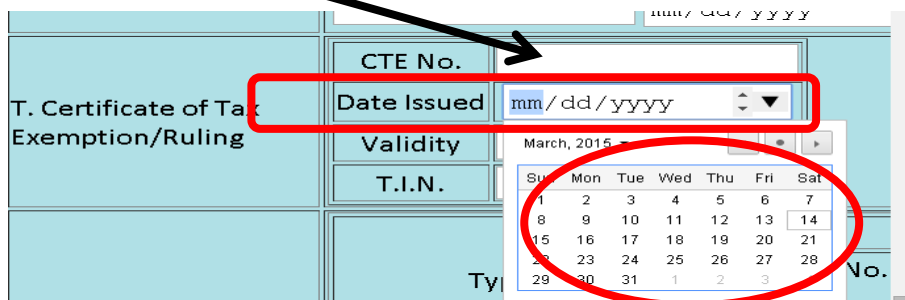 mm/ dd/ yyyy
CTE No.
T. Certificate of Tax
Exemption/Ruling
Date Issued mm/dd/yyyy
Validity
T.I.N.
March, 2015
Sun Mon Tue Wed Thu Fri Sat
1 2 3 4 5 6 7
8 9 10 11 12 13 14
15 16 17 18 19 20 21
22 23 24 25 26 27 28
29 30 31 1 2 3
No.